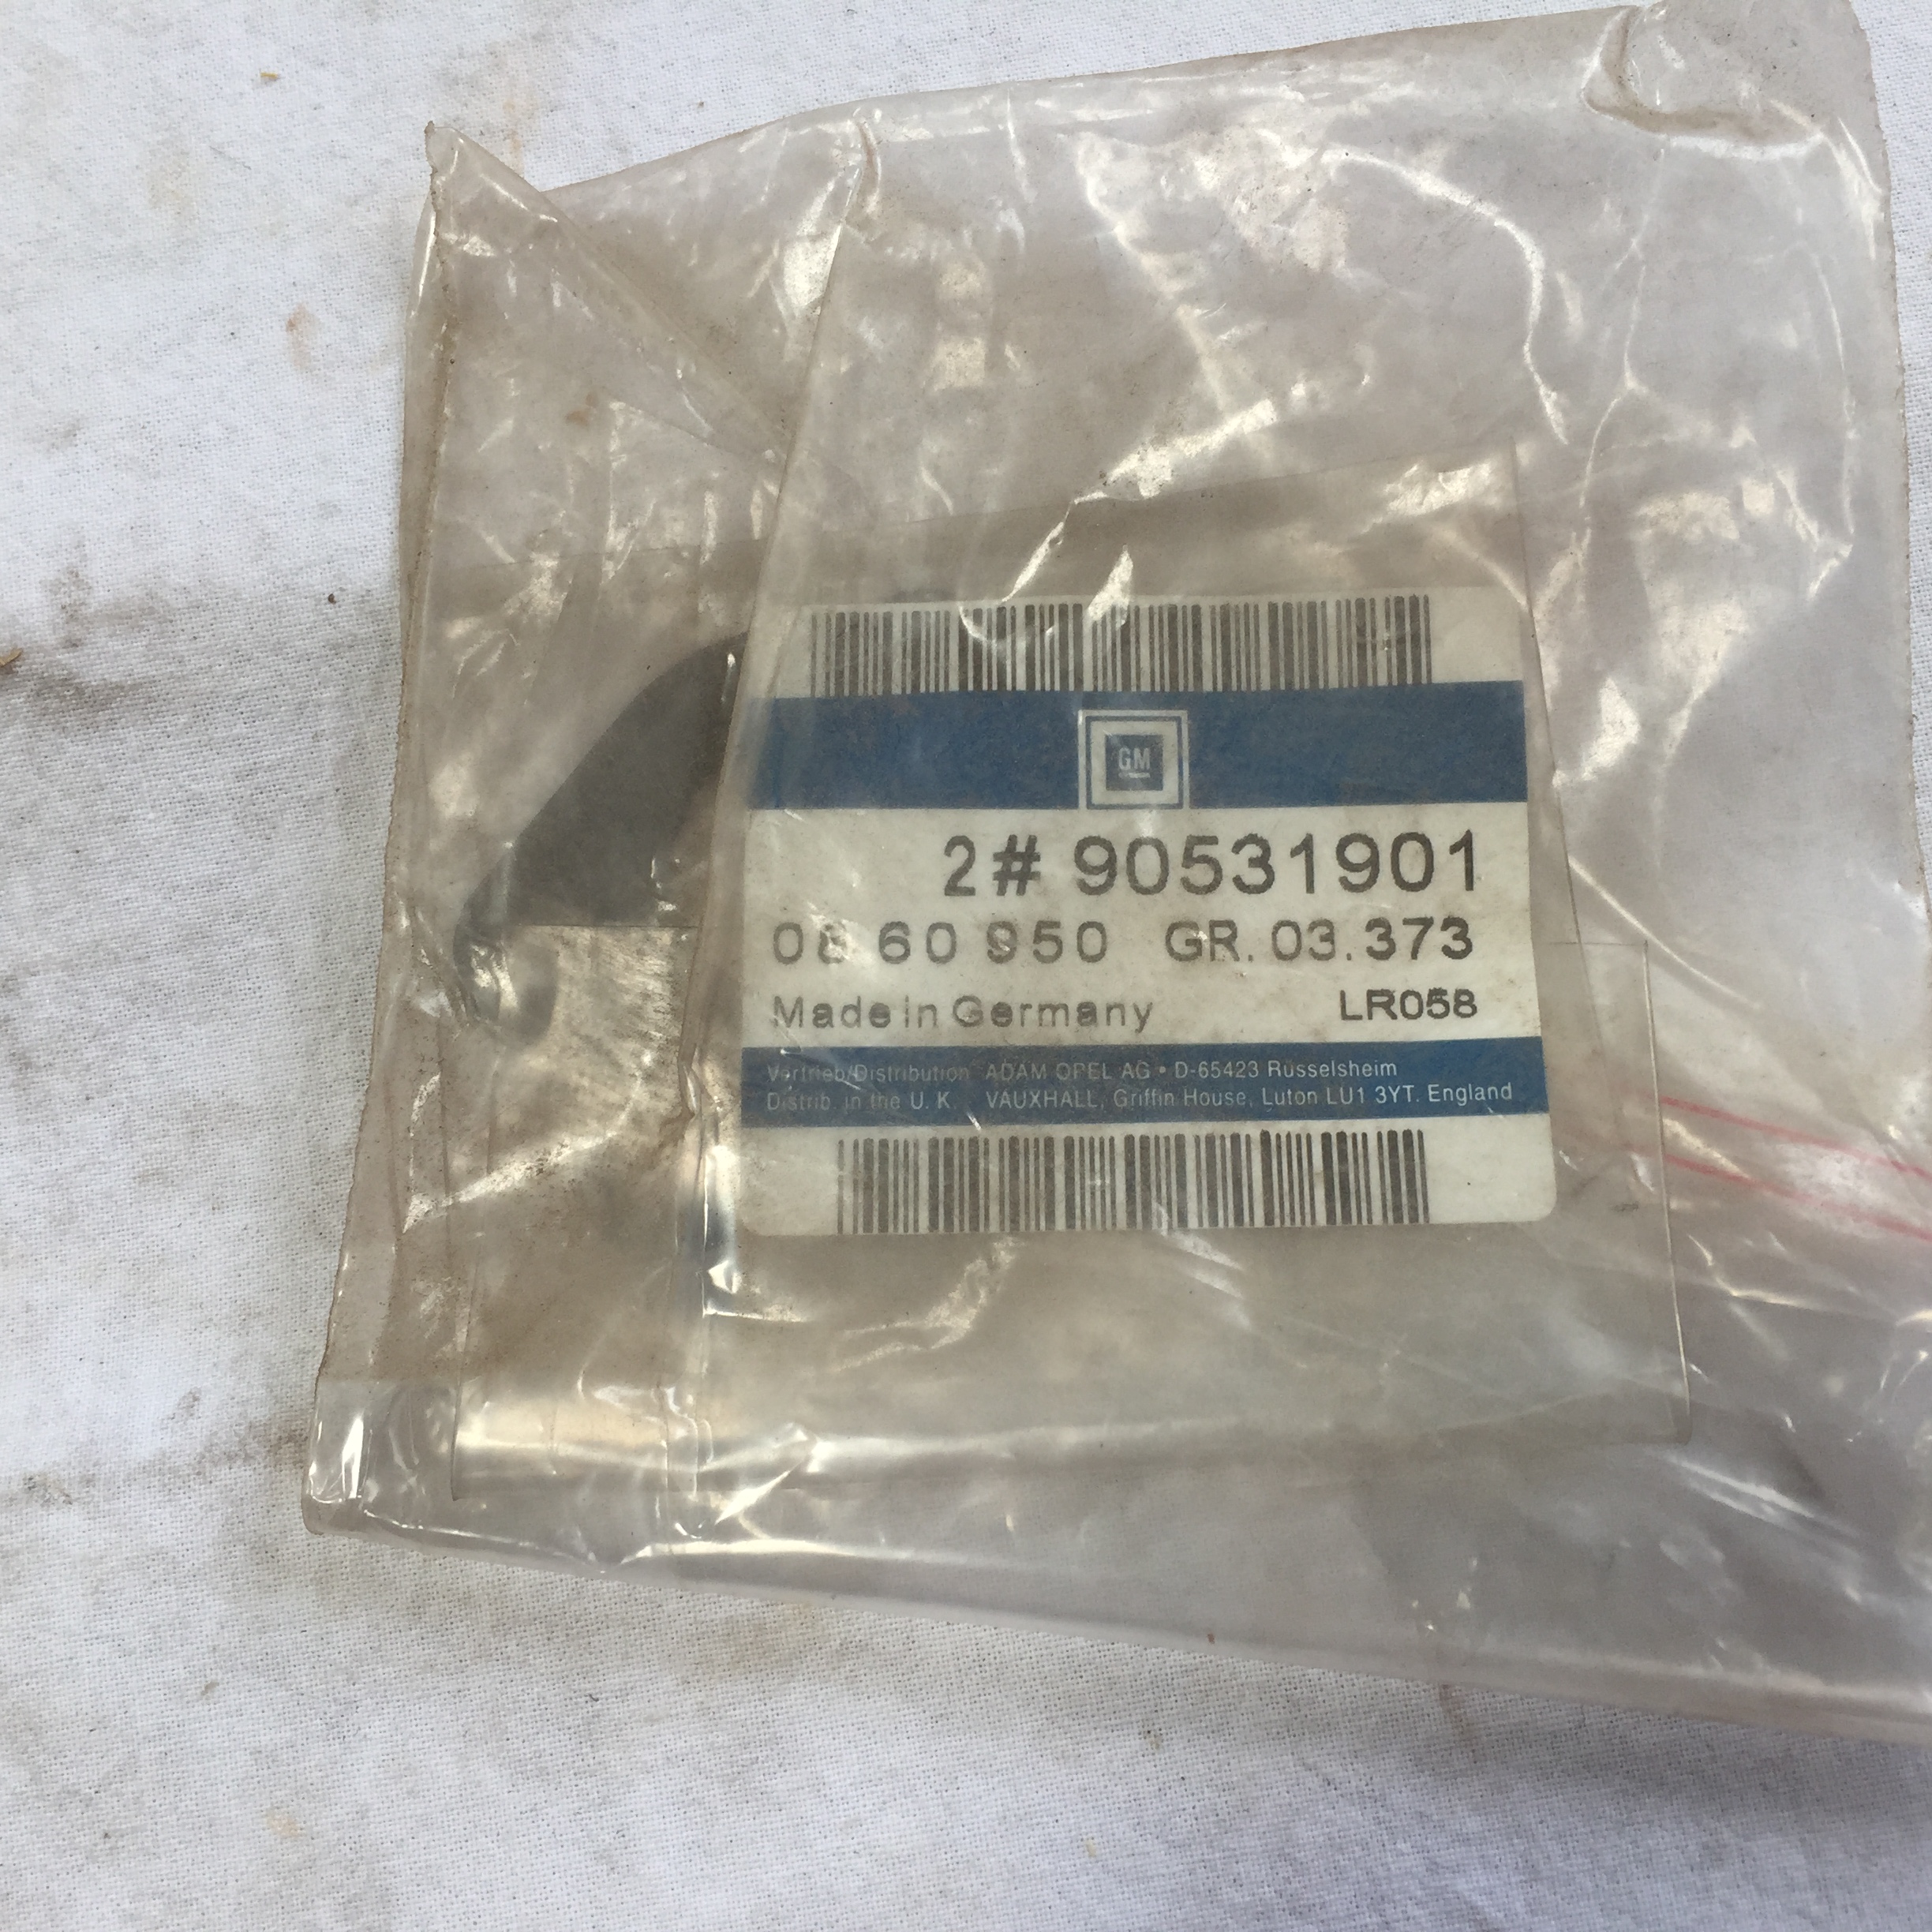 GM
2# 90531901
08 60 950 GR. 03.373
Made in Germany LR058
Vertrieb/Distribution ADAM OPEL AG • D-65423 Rüsselsheim
Distrib. in the U. K. VAUXHALL, Griffin House, Luton LU1 3YT. England